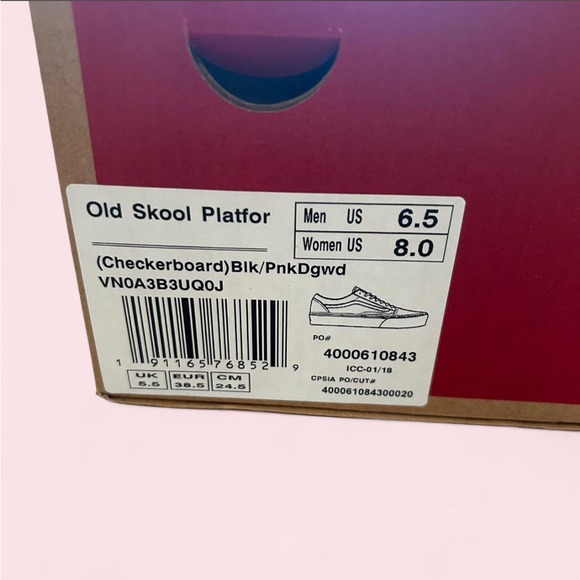 Old Skool Platfor
Men US 6.5
Women US 8.0
(Checkerboard)Blk/PnkDgwd
VN0A3B3UQ0J
1 91165 76852 9
UK EUR CM
5.5 38.5 24.5
PO#
4000610843
ICC-01/18
CPSIA PO/CUT#
400061084300020